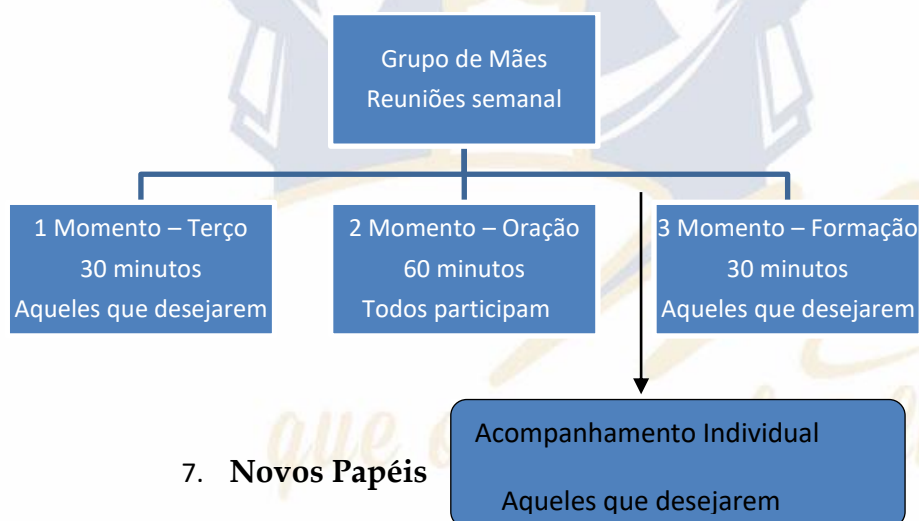 Grupo de Mães
Reuniões semanal
1 Momento – Terço
30 minutos
Aqueles que desejarem
2 Momento – Oração
60 minutos
Todos participam
3 Momento – Formação
30 minutos
Aqueles que desejarem
Acompanhamento Individual
Aqueles que desejarem
7. Novos Papéis
que o